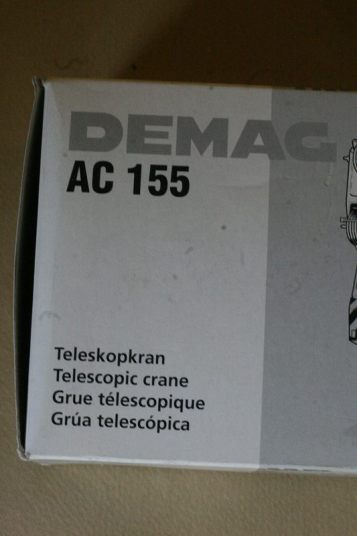 DEMAG
AC 155
Teleskopkran
Telescopic crane
Grue télescopique
Grúa telescópica